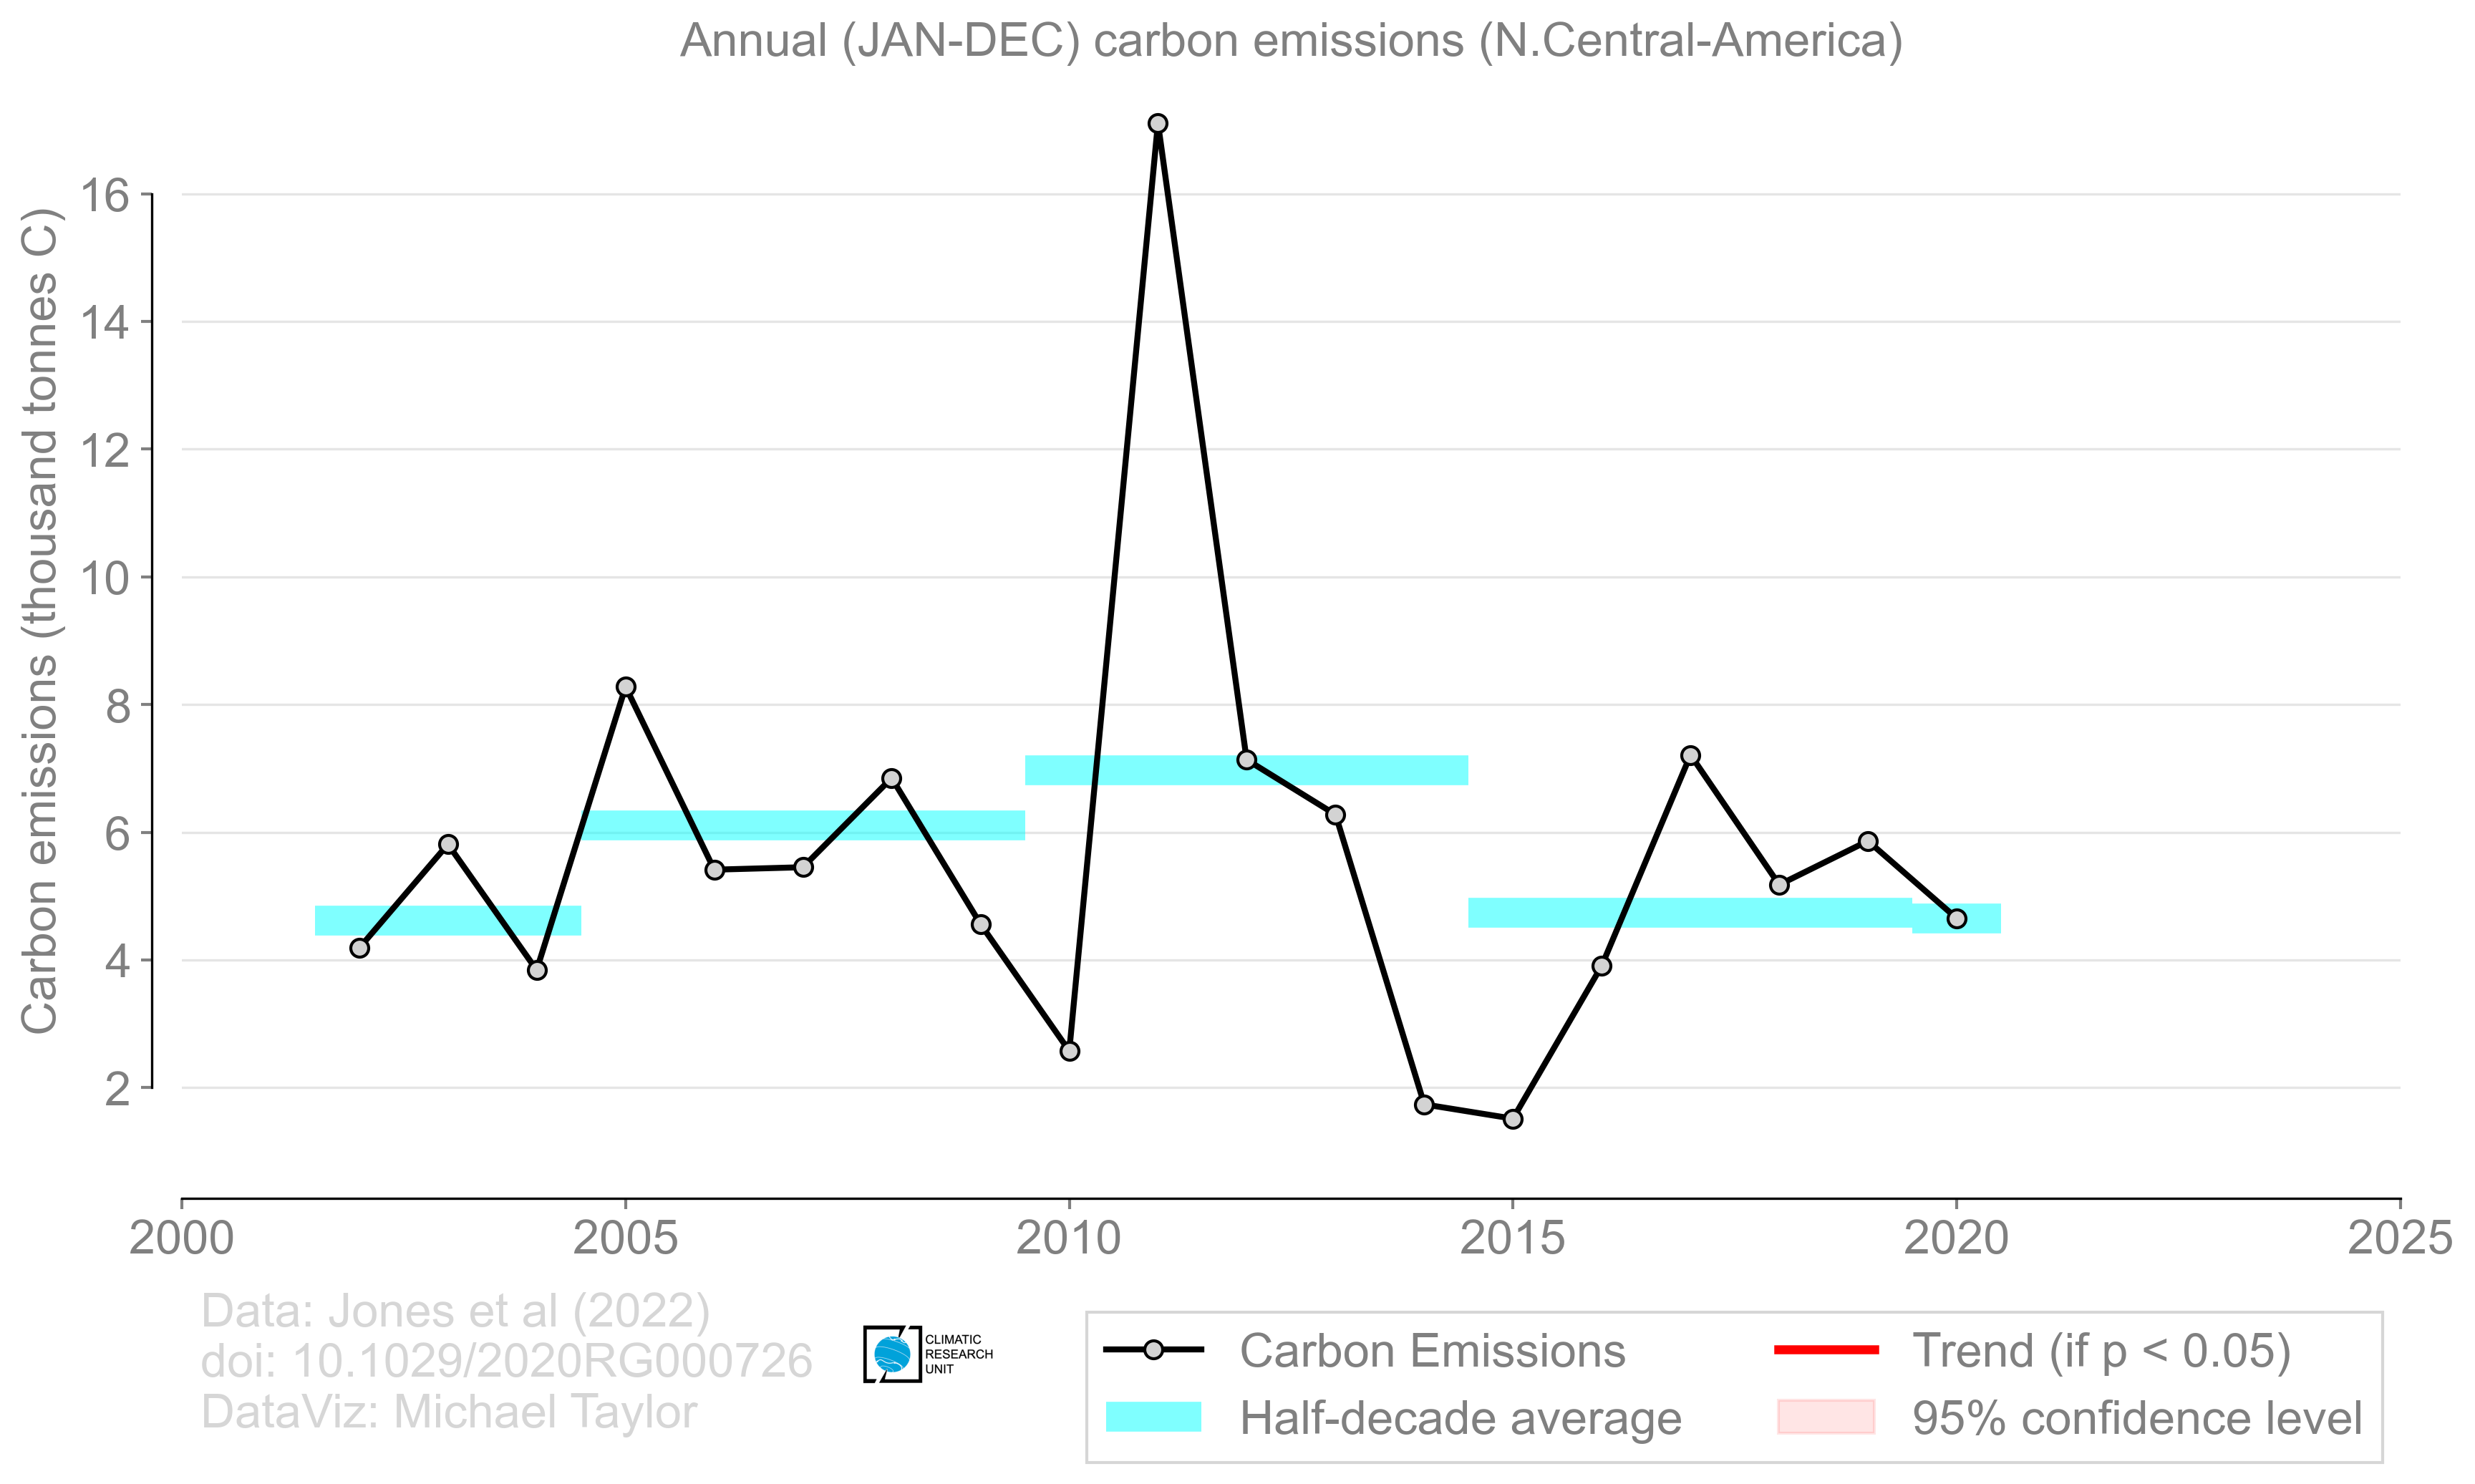 Annual (JAN-DEC) carbon emissions (N.Central-America)
Carbon emissions (thousand tonnes C)
16
14
12
10
8
6
4
2
2000
2005
2010
2015
2020
2025
Data: Jones et al (2022)
doi: 10.1029/2020RG000726
DataViz: Michael Taylor
CLIMATIC
RESEARCH
UNIT
Carbon Emissions
Half-decade average
Trend (if p < 0.05)
95% confidence level